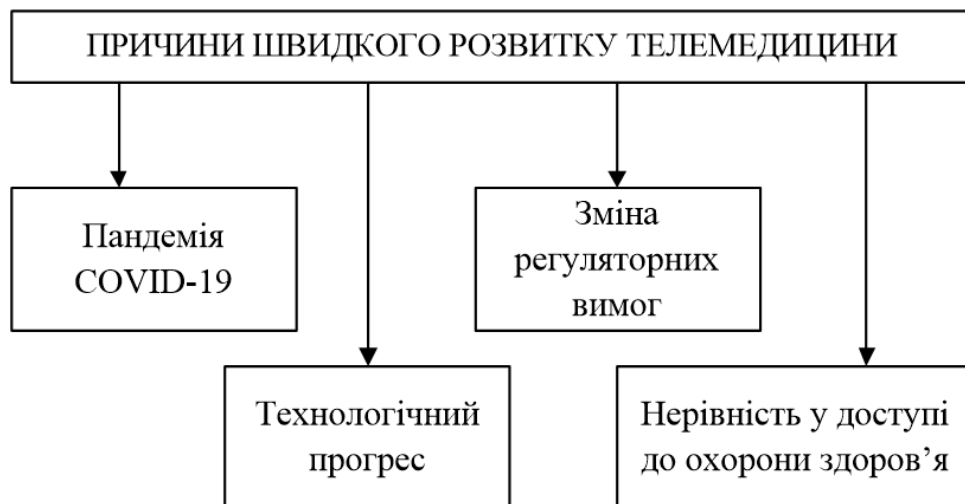 ПРИЧИНИ ШВИДКОГО РОЗВИТКУ ТЕЛЕМЕДИЦИНИ
Пандемія
COVID-19
Зміна
регуляторних
вимог
Технологічний
прогрес
Нерівність у доступі
до охорони здоров’я